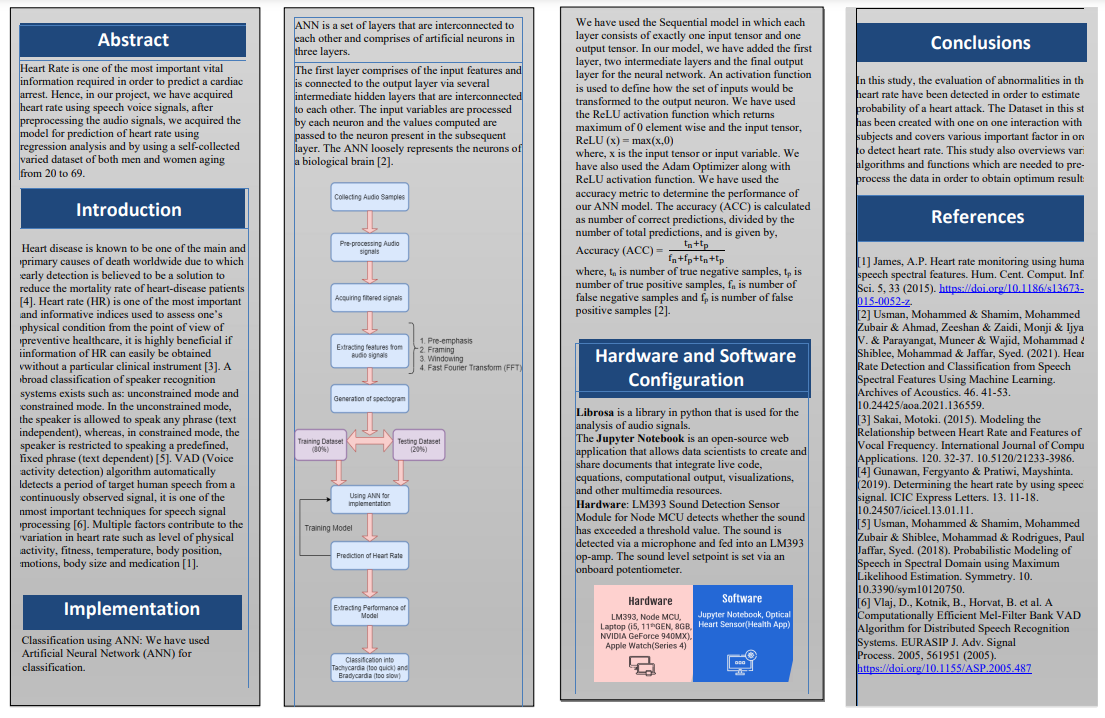 Abstract
Heart Rate is one of the most important vital
information required in order to predict a cardiac
arrest. Hence, in our project, we have acquired
heart rate using speech voice signals, after
preprocessing the audio signals, we acquired the
model for prediction of heart rate using
regression analysis and by using a self-collected
varied dataset of both men and women aging
from 20 to 69.
Introduction
Heart disease is known to be one of the main and
primary causes of death worldwide due to which
early detection is believed to be a solution to
reduce the mortality rate of heart-disease patients
[4]. Heart rate (HR) is one of the most important
and informative indices used to assess one's
physical condition from the point of view of
preventive healthcare, it is highly beneficial if
information of HR can easily be obtained
without a particular clinical instrument [3]. A
broad classification of speaker recognition
systems exists such as: unconstrained mode and
constrained mode. In the unconstrained mode,
the speaker is allowed to speak any phrase (text
independent), whereas, in constrained mode, the
speaker is restricted to speaking a predefined,
fixed phrase (text dependent) [5]. VAD (Voice
activity detection) algorithm automatically
detects a period of target human speech from a
continuously observed signal, it is one of the
most important techniques for speech signal
processing [6]. Multiple factors contribute to the
variation in heart rate such as level of physical
activity, fitness, temperature, body position,
emotions, body size and medication [1].
Implementation
Classification using ANN: We have used
Artificial Neural Network (ANN) for
classification.
ANN is a set of layers that are interconnected to
each other and comprises of artificial neurons in
three layers.
The first layer comprises of the input features and
is connected to the output layer via several
intermediate hidden layers that are interconnected
to each other. The input variables are processed
by each neuron and the values computed are
passed to the neuron present in the subsequent
layer. The ANN loosely represents the neurons of
a biological brain [2].
Collecting Audio Samples
Pre-processing Audio
signals
Acquiring filtered signals
Extracting features from
audio signals
1. Pre-emphasis
2. Framing
3. Windowing
4. Fast Fourier Transform (FFT)
Generation of spectogram
Training Dataset
(80%)
Testing Dataset
(20%)
Using ANN for
implementation
Training Model
Prediction of Heart Rate
Extracting Performance of
Model
Classification into
Tachycardia (too quick) and
Bradycardia (too slow)
We have used the Sequential model in which each
layer consists of exactly one input tensor and one
output tensor. In our model, we have added the first
layer, two intermediate layers and the final output
layer for the neural network. An activation function
is used to define how the set of inputs would be
transformed to the output neuron. We have used
the ReLU activation function which returns
maximum of 0 element wise and the input tensor,
ReLU (x) = max(x,0)
where, x is the input tensor or input variable. We
have also used the Adam Optimizer along with
ReLU activation function. We have used the
accuracy metric to determine the performance of
our ANN model. The accuracy (ACC) is calculated
as number of correct predictions, divided by the
number of total predictions, and is given by,
Accuracy (ACC) = tn+tp / fn+fp+tn+tp
where, tn is number of true negative samples, tp is
number of true positive samples, fn is number of
false negative samples and fp is number of false
positive samples [2].
Hardware and Software
Configuration
Librosa is a library in python that is used for the
analysis of audio signals.
The Jupyter Notebook is an open-source web
application that allows data scientists to create and
share documents that integrate live code,
equations, computational output, visualizations,
and other multimedia resources.
Hardware: LM393 Sound Detection Sensor
Module for Node MCU detects whether the sound
has exceeded a threshold value. The sound is
detected via a microphone and fed into an LM393
op-amp. The sound level setpoint is set via an
onboard potentiometer.
Hardware
LM393, Node MCU,
Laptop (i5, 11thGEN, 8GB,
NVIDIA GeForce 940MX),
Apple Watch(Series 4)
Software
Jupyter Notebook, Optical
Heart Sensor(Health App)
Conclusions
In this study, the evaluation of abnormalities in th
heart rate have been detected in order to estimate
probability of a heart attack. The Dataset in this st
has been created with one on one interaction with
subjects and covers various important factor in ord
to detect heart rate. This study also overviews var
algorithms and functions which are needed to pre-
process the data in order to obtain optimum result
References
[1] James, A.P. Heart rate monitoring using huma
speech spectral features. Hum. Cent. Comput. Inf.
Sci. 5, 33 (2015). https://doi.org/10.1186/s13673-
015-0052-z.
[2] Usman, Mohammed & Shamim, Mohammed
Zubair & Ahmad, Zeeshan & Zaidi, Monji & Ijya
V. & Parayangat, Muneer & Wajid, Mohammad &
Shiblee, Mohammad & Jaffar, Syed. (2021). Hear
Rate Detection and Classification from Speech
Spectral Features Using Machine Learning.
Archives of Acoustics. 46. 41-53.
10.24425/aoa.2021.136559.
[3] Sakai, Motoki. (2015). Modeling the
Relationship between Heart Rate and Features of
Vocal Frequency. International Journal of Compu
Applications. 120. 32-37. 10.5120/21233-3986.
[4] Gunawan, Fergyanto & Pratiwi, Mayshinta.
(2019). Determining the heart rate by using speec
signal. ICIC Express Letters. 13. 11-18.
10.24507/icicel.13.01.11.
[5] Usman, Mohammed & Shamim, Mohammed
Zubair & Shiblee, Mohammad & Rodrigues, Paul
Jaffar, Syed. (2018). Probabilistic Modeling of
Speech in Spectral Domain using Maximum
Likelihood Estimation. Symmetry. 10.
10.3390/sym10120750.
[6] Vlaj, D., Kotnik, B., Horvat, B. et al. A
Computationally Efficient Mel-Filter Bank VAD
Algorithm for Distributed Speech Recognition
Systems. EURASIP J. Adv. Signal
Process. 2005, 561951 (2005).
https://doi.org/10.1155/ASP.2005.487